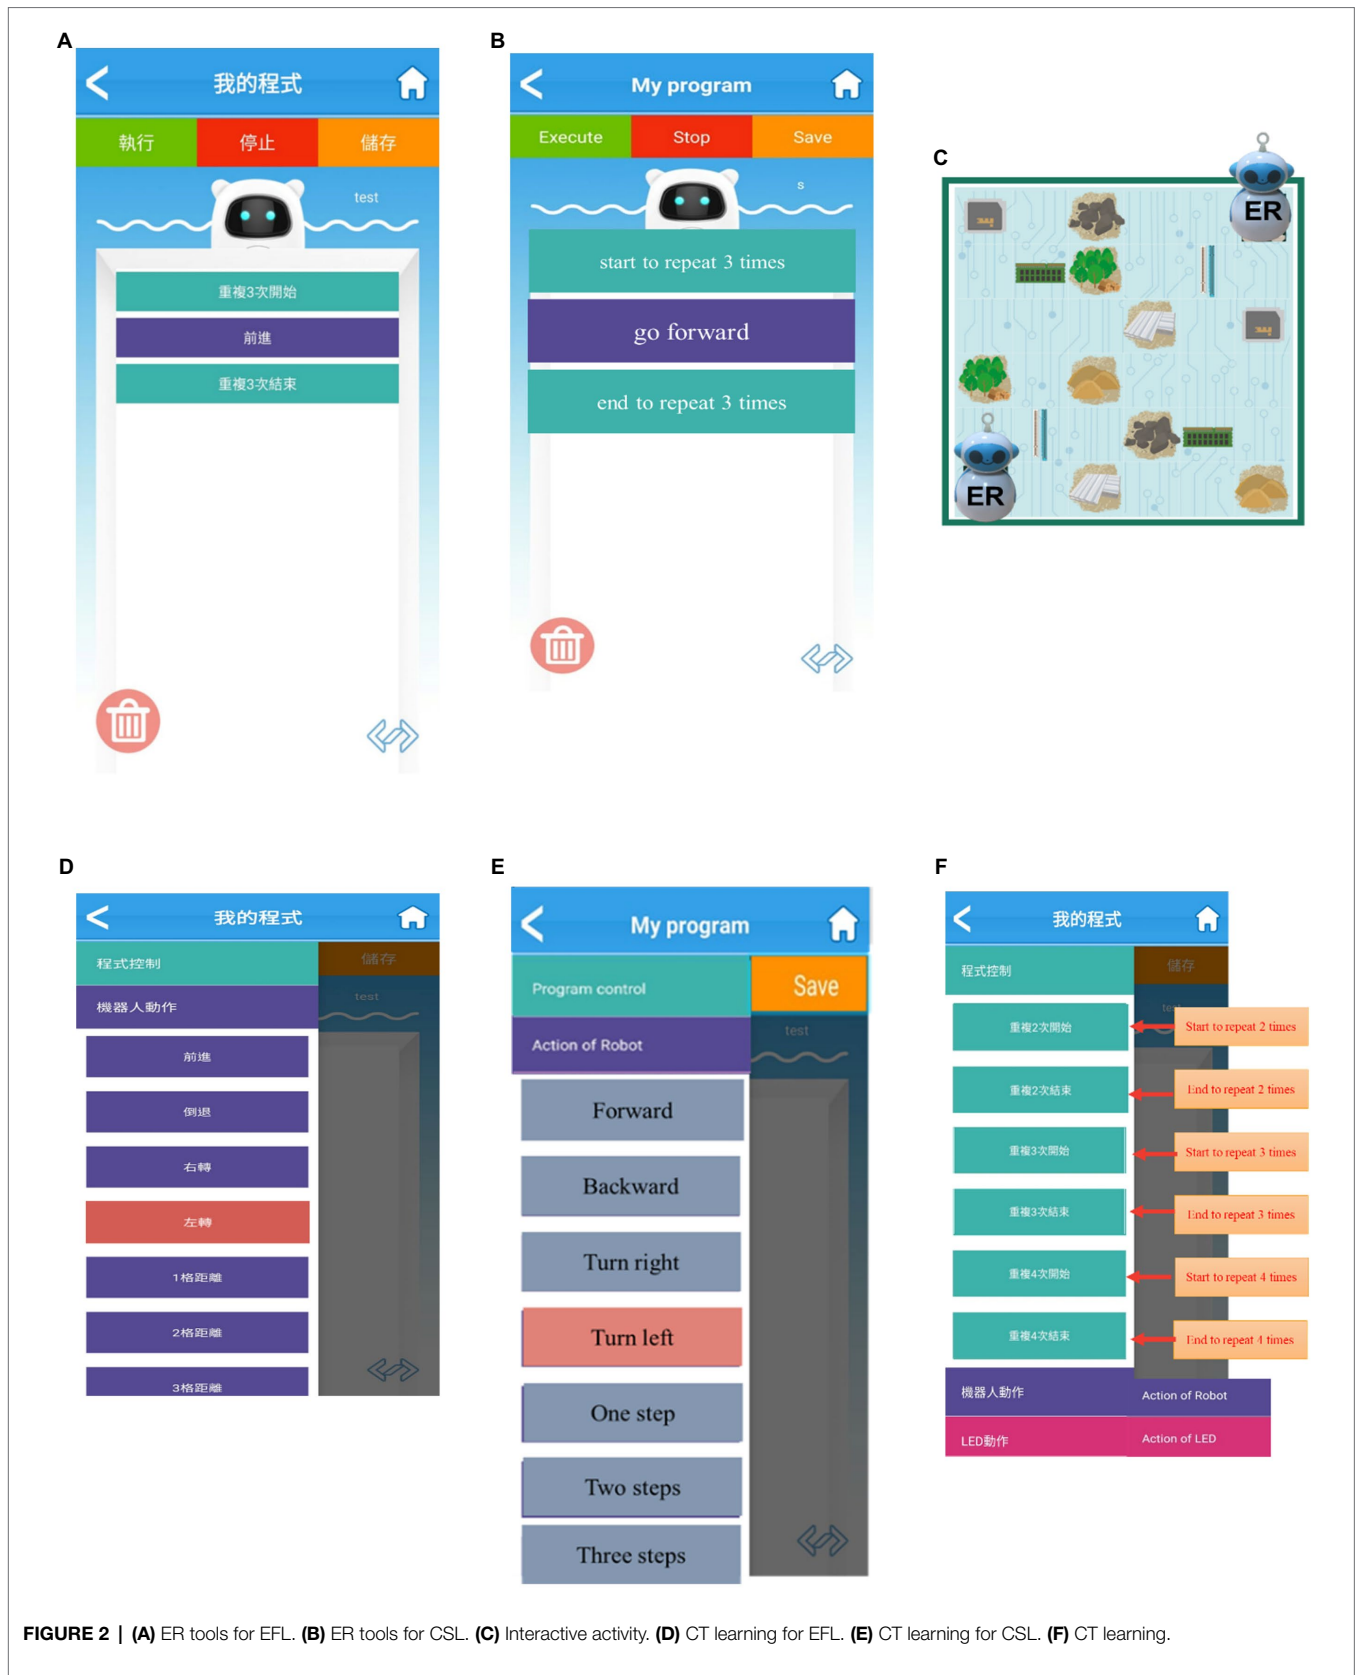 A
我的程式
執行 停止 儲存
test
重複3次開始
前進
重複3次結束
B
My program
Execute Stop Save
s
start to repeat 3 times
go forward
end to repeat 3 times
C
ER
ER
D
我的程式
程式控制
儲存
機器人動作
test
前進
倒退
右轉
左轉
1格距離
2格距離
3格距離
E
My program
Program control
Save
Action of Robot
test
Forward
Backward
Turn right
Turn left
One step
Two steps
Three steps
F
我的程式
程式控制
儲存
test
重複2次開始 Start to repeat 2 times
重複2次結束 End to repeat 2 times
重複3次開始 Start to repeat 3 times
重複3次結束 End to repeat 3 times
重複4次開始 Start to repeat 4 times
重複4次結束 End to repeat 4 times
機器人動作 Action of Robot
LED動作 Action of LED
FIGURE 2 | (A) ER tools for EFL. (B) ER tools for CSL. (C) Interactive activity. (D) CT learning for EFL. (E) CT learning for CSL. (F) CT learning.